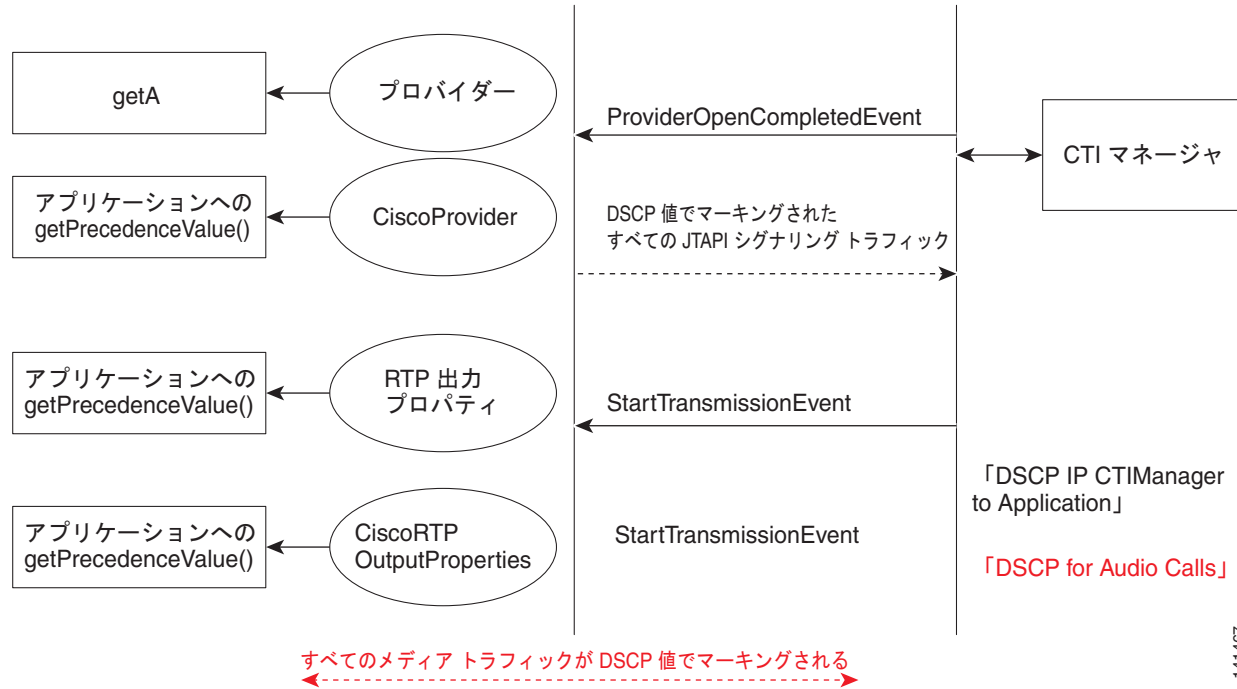 getA
プロバイダー
ProviderOpenCompletedEvent
CTI マネージャ
アプリケーションへの
getPrecedenceValue()
CiscoProvider
DSCP 値でマーキングされた
すべての JTAPI シグナリング トラフィック
アプリケーションへの
getPrecedenceValue()
RTP 出力
プロパティ
StartTransmissionEvent
「DSCP IP CTIManager
to Application」
アプリケーションへの
getPrecedenceValue()
CiscoRTP
OutputProperties
StartTransmissionEvent
「DSCP for Audio Calls」
すべてのメディア トラフィックが DSCP 値でマーキングされる